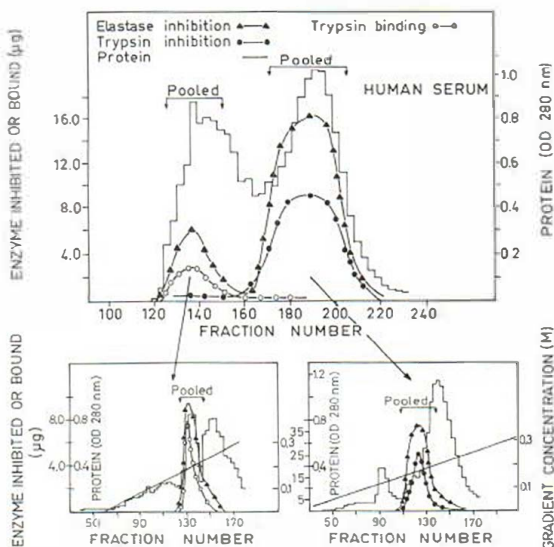 Elastase inhibition
Trypsin binding
Trypsin inhibition
Protein
Pooled
Pooled
HUMAN SERUM
ENZYME INHIBITED OR BOUND (µg)
16.0
12.0
8.0
4.0
1.0
0.8
0.6
0.4
0.2
PROTEIN (OD 280 nm)
100 120 140 160 180 200 220 240
FRACTION NUMBER
ENZYME INHIBITED OR BOUND
(µg)
8.0
4.0
0.8
0.4
PROTEIN (OD 280 nm)
Pooled
0.3
0.1
50 90 130 170
FRACTION NUMBER
1.2
0.8
0.4
35
25
15
5
PROTEIN (OD 280 nm)
Pooled
0.3
0.1
50 90 130 170
FRACTION NUMBER
GRADIENT CONCENTRATION (M)